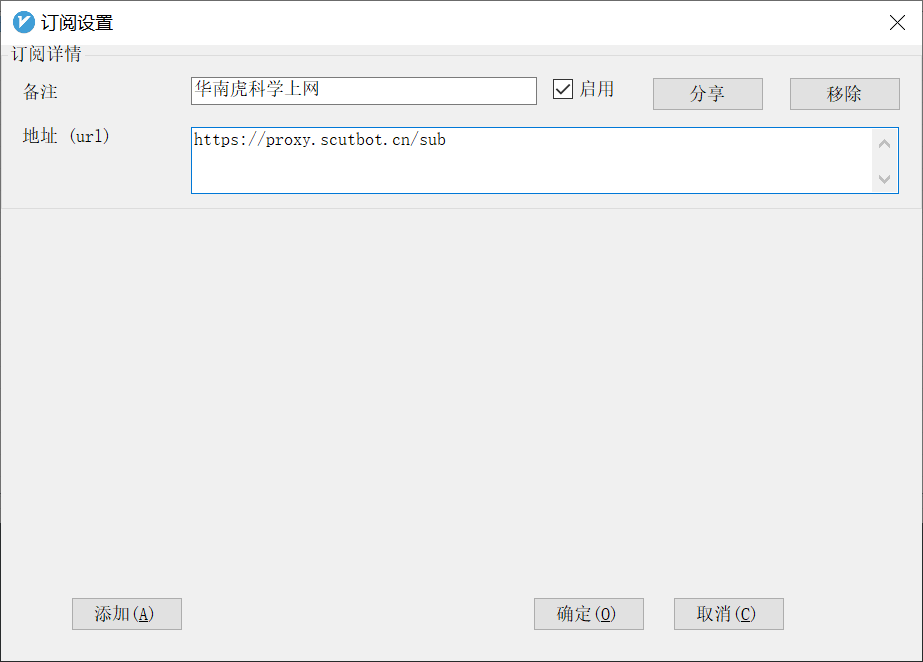 订阅设置
订阅详情
备注 华南虎科学上网 启用 分享 移除
地址 (url) https://proxy.scutbot.cn/sub
添加(A) 确定(O) 取消(C)